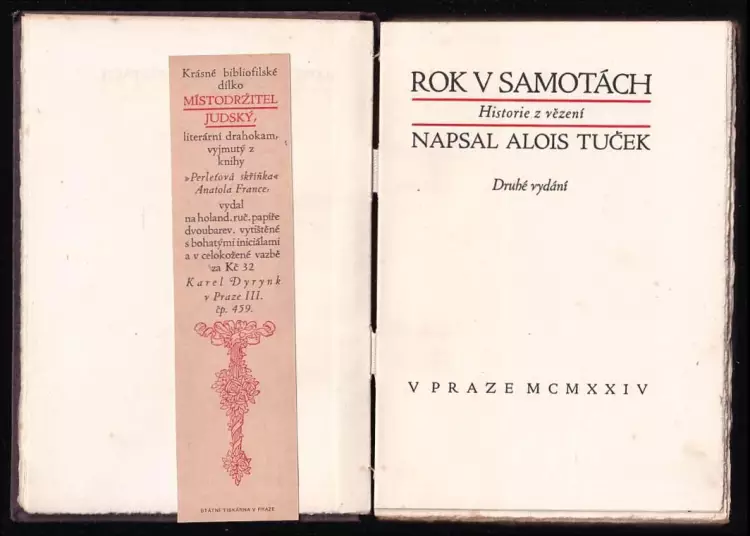 Krásné bibliofilské
dílko
MÍSTODRŽITEL
JUDSKÝ,
literární drahokam,
vyjmutý z
knihy
»Perleťová skříňka«
Anatola France,
vydal
na holand. ruč. papíře
dvoubarev. vytištěné
s bohatými iniciálami
a v celokožené vazbě
za Kč 32
Karel Dyrynk
v Praze III.
čp. 459.
STÁTNÍ TISKÁRNA V PRAZE
ROK V SAMOTÁCH
Historie z vězení
NAPSAL ALOIS TUČEK
Druhé vydání
V PRAZE MCMXXIV